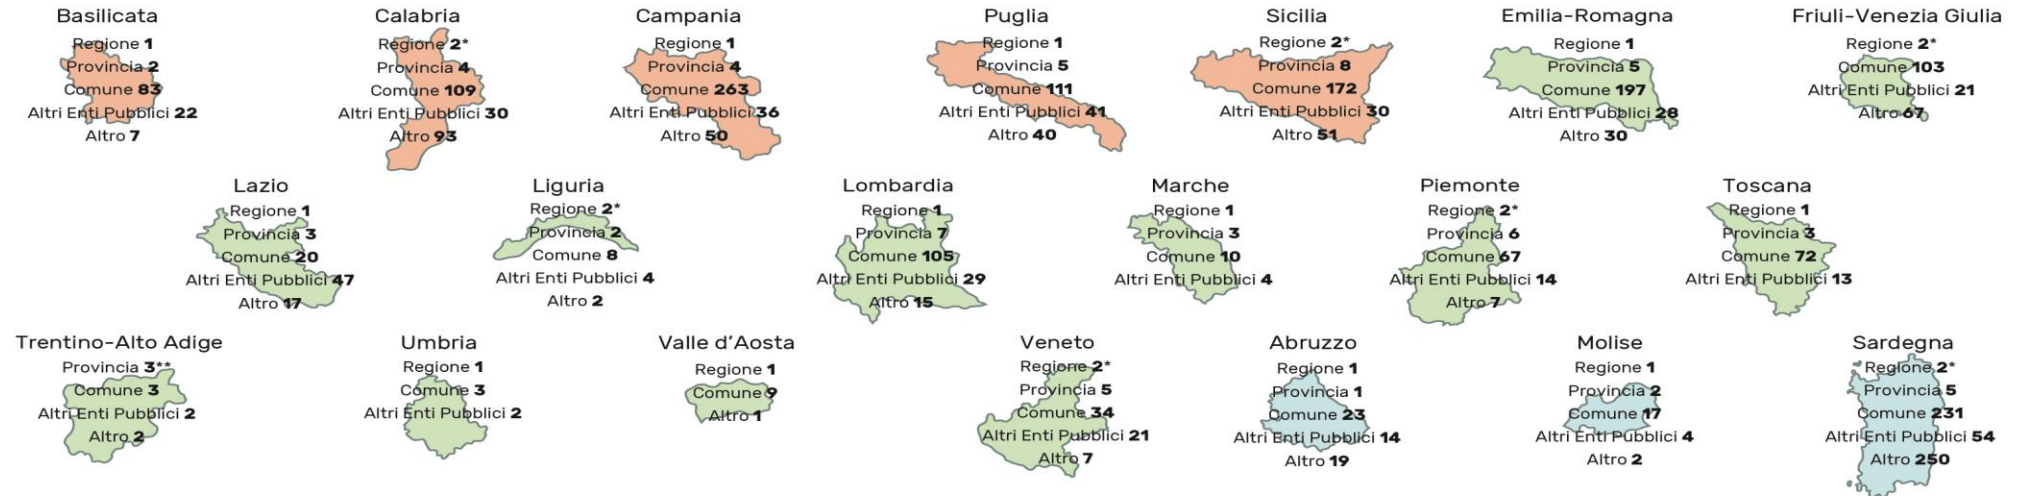 Basilicata
Regione 1
Provincia 2
Comune 83
Altri Enti Pubblici 22
Altro 7
Calabria
Regione 2*
Provincia 4
Comune 109
Altri Enti Pubblici 30
Altro 93
Campania
Regione 1
Provincia 4
Comune 263
Altri Enti Pubblici 36
Altro 50
Puglia
Regione 1
Provincia 5
Comune 111
Altri Enti Pubblici 41
Altro 40
Sicilia
Regione 2*
Provincia 8
Comune 172
Altri Enti Pubblici 30
Altro 51
Emilia-Romagna
Regione 1
Provincia 5
Comune 197
Altri Enti Pubblici 28
Altro 30
Friuli-Venezia Giulia
Regione 2*
Comune 103
Altri Enti Pubblici 21
Altro 67
Lazio
Regione 1
Provincia 3
Comune 20
Altri Enti Pubblici 47
Altro 17
Liguria
Regione 2*
Provincia 2
Comune 8
Altri Enti Pubblici 4
Altro 2
Lombardia
Regione 1
Provincia 7
Comune 105
Altri Enti Pubblici 29
Altro 15
Marche
Regione 1
Provincia 3
Comune 10
Altri Enti Pubblici 4
Piemonte
Regione 2*
Provincia 6
Comune 67
Altri Enti Pubblici 14
Altro 7
Toscana
Regione 1
Provincia 3
Comune 72
Altri Enti Pubblici 13
Trentino-Alto Adige
Provincia 3**
Comune 3
Altri Enti Pubblici 2
Altro 2
Umbria
Regione 1
Comune 3
Altri Enti Pubblici 2
Valle d'Aosta
Regione 1
Comune 9
Altro 1
Veneto
Regione 2*
Provincia 5
Comune 34
Altri Enti Pubblici 21
Altro 7
Abruzzo
Regione 1
Provincia 1
Comune 23
Altri Enti Pubblici 14
Altro 19
Molise
Regione 1
Provincia 2
Comune 17
Altri Enti Pubblici 4
Altro 2
Sardegna
Regione 2*
Provincia 5
Comune 231
Altri Enti Pubblici 54
Altro 250